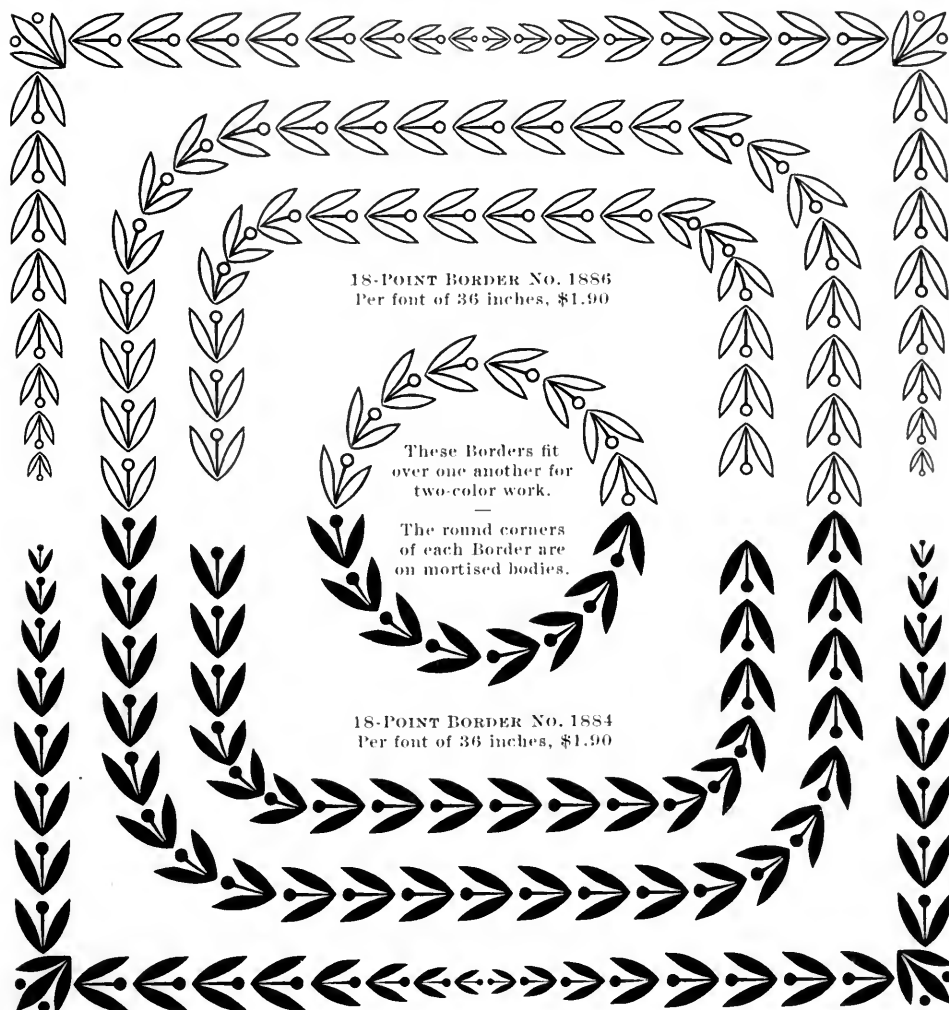 18-Point Border No. 1886
Per font of 36 inches, $1.90
These Borders fit
over one another for
two-color work.
—
The round corners
of each Border are
on mortised bodies.
18-Point Border No. 1884
Per font of 36 inches, $1.90